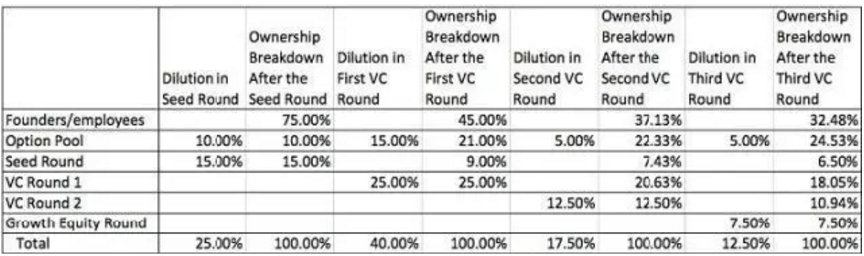 Dilution in Seed Round | Ownership Breakdown After the Seed Round | Dilution in First VC Round | Ownership Breakdown After the First VC Round | Dilution in Second VC Round | Ownership Breakdown After the Second VC Round | Dilution in Third VC Round | Ownership Breakdown After the Third VC Round
Founders/employees 75.00% 45.00% 37.13% 32.48%
Option Pool 10.00% 10.00% 15.00% 21.00% 5.00% 22.33% 5.00% 24.53%
Seed Round 15.00% 15.00% 9.00% 7.43% 6.50%
VC Round 1 25.00% 25.00% 20.63% 18.05%
VC Round 2 12.50% 12.50% 10.94%
Growth Equity Round 7.50% 7.50%
Total 25.00% 100.00% 40.00% 100.00% 17.50% 100.00% 12.50% 100.00%